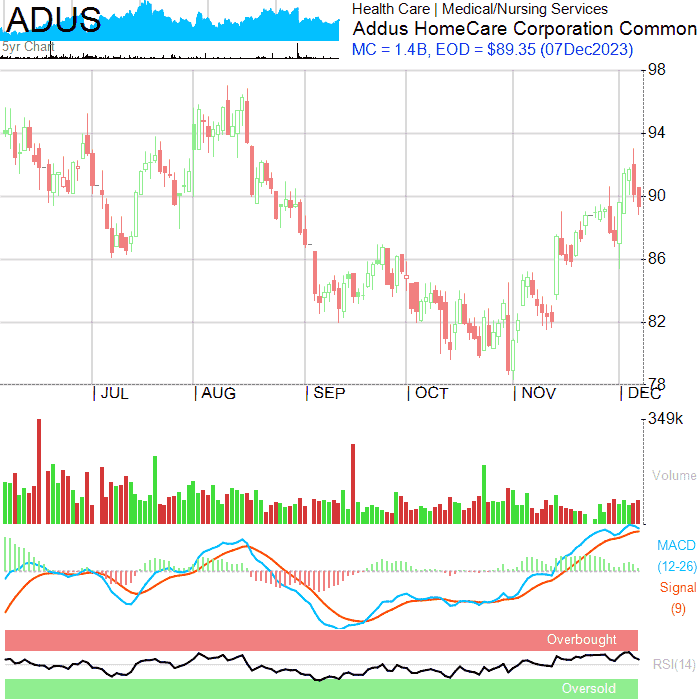 ADUS
5yr Chart
Health Care | Medical/Nursing Services
Addus HomeCare Corporation Common
MC = 1.4B, EOD = $89.35 (07Dec2023)
98
94
90
86
82
78
| JUL | AUG | SEP | OCT | NOV | DEC
349k
Volume
MACD
(12-26)
Signal
(9)
Overbought
RSI(14)
Oversold